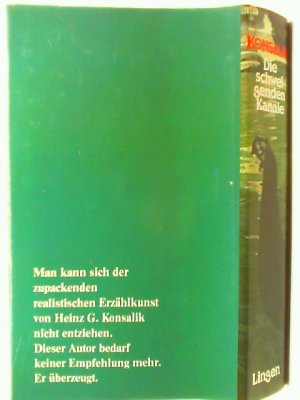 KONSALIK
Die
schwei-
genden
Kanäle
Man kann sich der
zupackenden
realistischen Erzählkunst
von Heinz G. Konsalik
nicht entziehen.
Dieser Autor bedarf
keiner Empfehlung mehr.
Er überzeugt.
Lingen